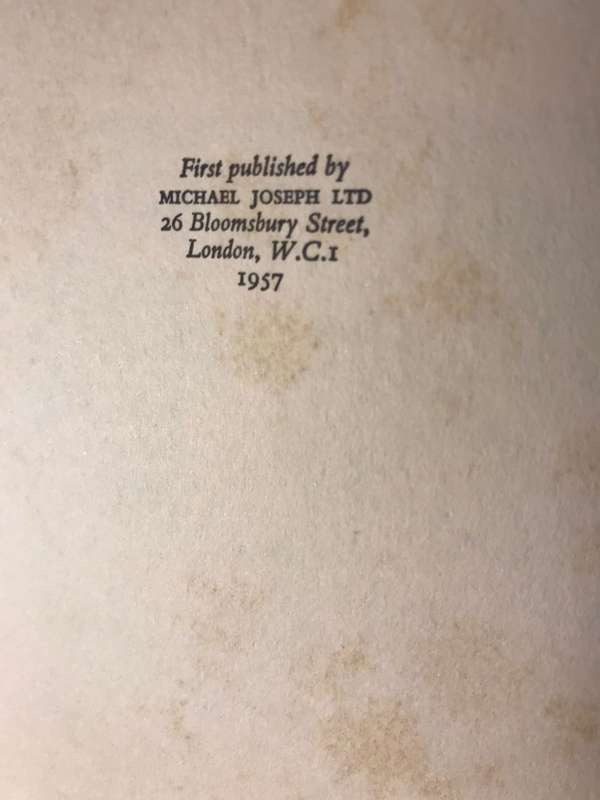 First published by
MICHAEL JOSEPH LTD
26 Bloomsbury Street,
London, W.C.1
1957